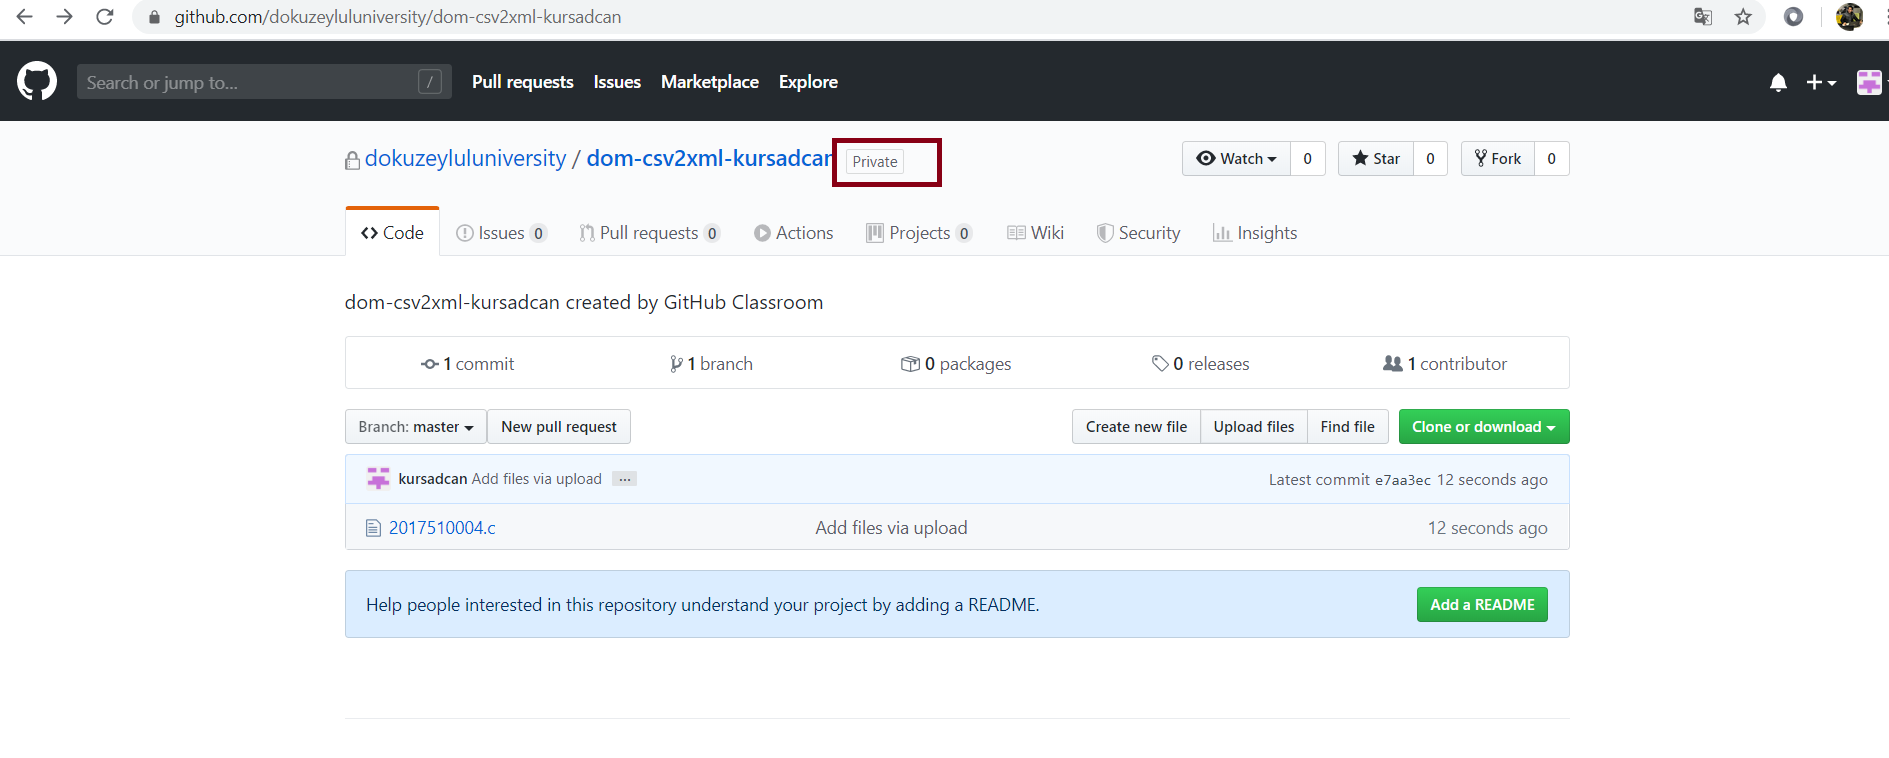 github.com/dokuzeyluluniversity/dom-csv2xml-kursadcan
Search or jump to... / Pull requests Issues Marketplace Explore
dokuzeyluluniversity / dom-csv2xml-kursadcan Private Watch 0 Star 0 Fork 0
Code Issues 0 Pull requests 0 Actions Projects 0 Wiki Security Insights
dom-csv2xml-kursadcan created by GitHub Classroom
1 commit 1 branch 0 packages 0 releases 1 contributor
Branch: master New pull request Create new file Upload files Find file Clone or download
kursadcan Add files via upload ... Latest commit e7aa3ec 12 seconds ago
2017510004.c Add files via upload 12 seconds ago
Help people interested in this repository understand your project by adding a README. Add a README